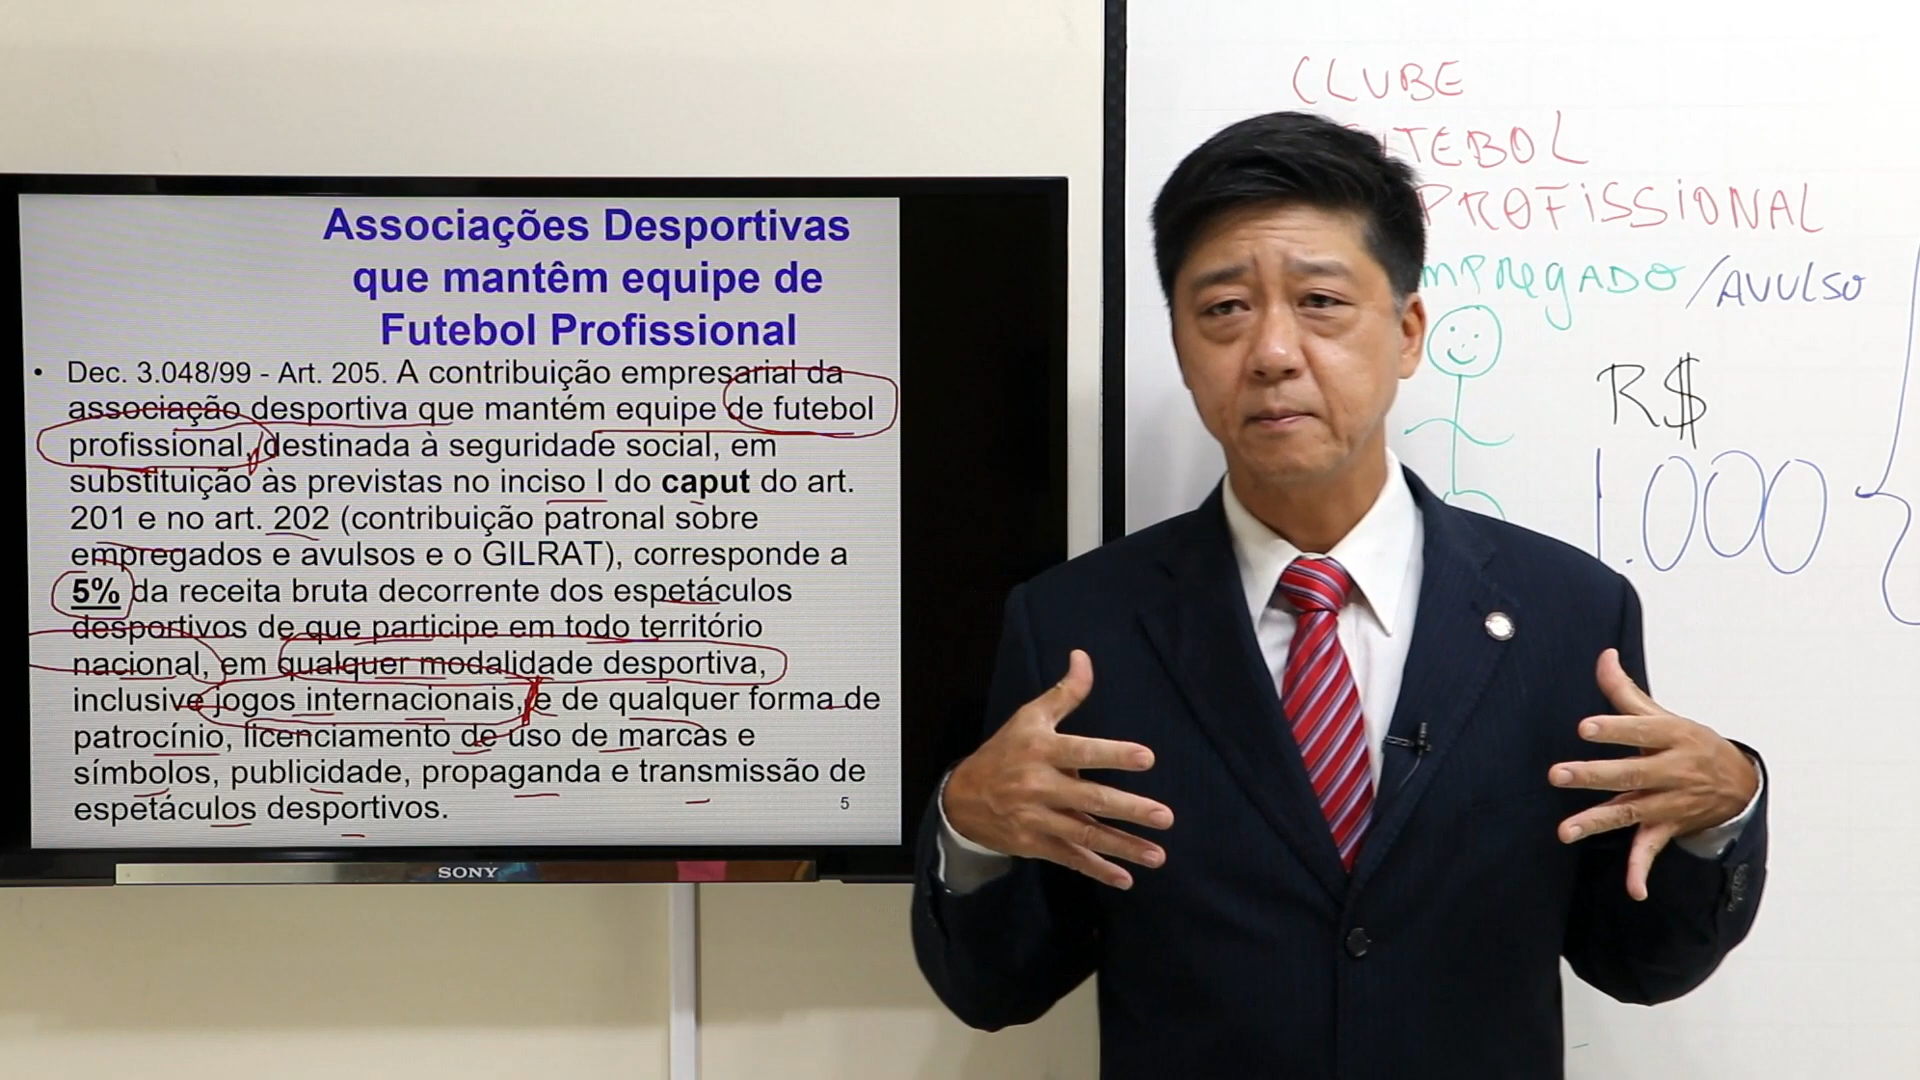 Associações Desportivas
que mantêm equipe de
Futebol Profissional
• Dec. 3.048/99 - Art. 205. A contribuição empresarial da
associação desportiva que mantém equipe de futebol
profissional, destinada à seguridade social, em
substituição às previstas no inciso I do caput do art.
201 e no art. 202 (contribuição patronal sobre
empregados e avulsos e o GILRAT), corresponde a
5% da receita bruta decorrente dos espetáculos
desportivos de que participe em todo território
nacional, em qualquer modalidade desportiva,
inclusive jogos internacionais, e de qualquer forma de
patrocínio, licenciamento de uso de marcas e
símbolos, publicidade, propaganda e transmissão de
espetáculos desportivos.
5
SONY
CLUBE
TEBOL
PROFiSSiONAL
mPRegADO/AVULSO
R$
1.000